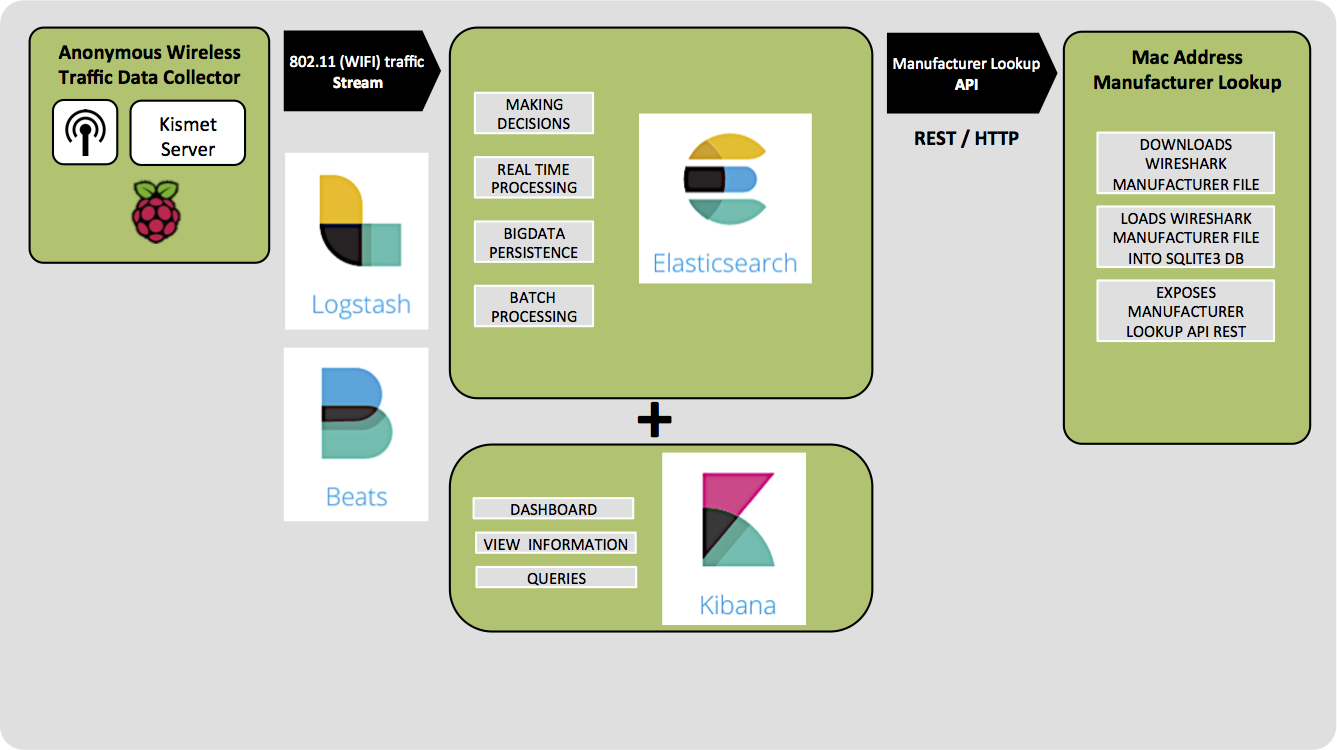 Anonymous Wireless
Traffic Data Collector
Kismet
Server
802.11 (WIFI) traffic
Stream
Logstash
Beats
MAKING
DECISIONS
REAL TIME
PROCESSING
BIGDATA
PERSISTENCE
BATCH
PROCESSING
Elasticsearch
+
DASHBOARD
VIEW INFORMATION
QUERIES
Kibana
Manufacturer Lookup
API
REST / HTTP
Mac Address
Manufacturer Lookup
DOWNLOADS
WIRESHARK
MANUFACTURER FILE
LOADS WIRESHARK
MANUFACTURER FILE
INTO SQLITE3 DB
EXPOSES
MANUFACTURER
LOOKUP API REST